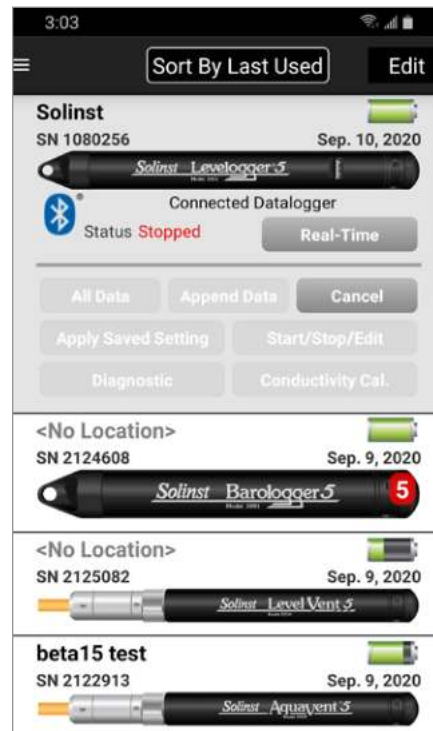 3:03
Sort By Last Used Edit
Solinst
SN 1080256 Sep. 10, 2020
Solinst Levelogger 5
® Connected Datalogger
Status Stopped Real-Time
All Data Append Data Cancel
Apply Saved Setting Start/Stop/Edit
Diagnostic Conductivity Cal.
<No Location>
SN 2124608 Sep. 9, 2020
Solinst Barologger 5 5
<No Location>
SN 2125082 Sep. 9, 2020
Solinst LevelVent 5
beta15 test
SN 2122913 Sep. 9, 2020
Solinst Aquavent 5